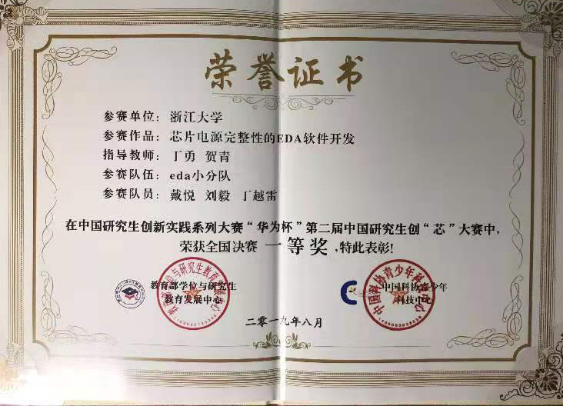 荣誉证书
参赛单位：浙江大学
参赛作品：芯片电源完整性的EDA软件开发
指导教师：丁勇 贺青
参赛队伍：eda小分队
参赛队员：戴悦 刘毅 丁越雷
在中国研究生创新实践系列大赛“华为杯”第二届中国研究生创“芯”大赛中，
荣获全国决赛 一等奖，特此表彰！
教育部学位与研究生
教育发展中心
中国科协青少年
科技中心
二零一九年八月